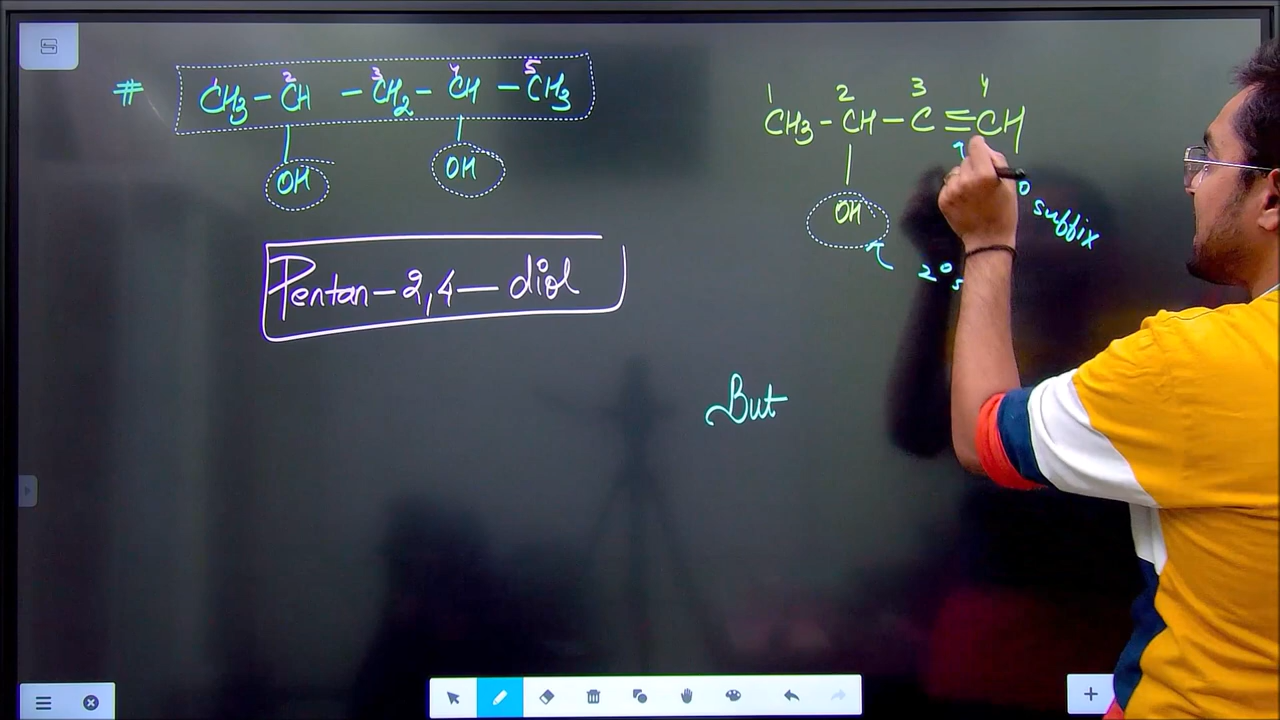 # CH3 - CH - CH2 - CH - CH3
1 2 3 4 5
OH OH
Pentan-2,4-diol
1 2 3 4
CH3 - CH - C ≡ CH
OH
suffix
2° s
But